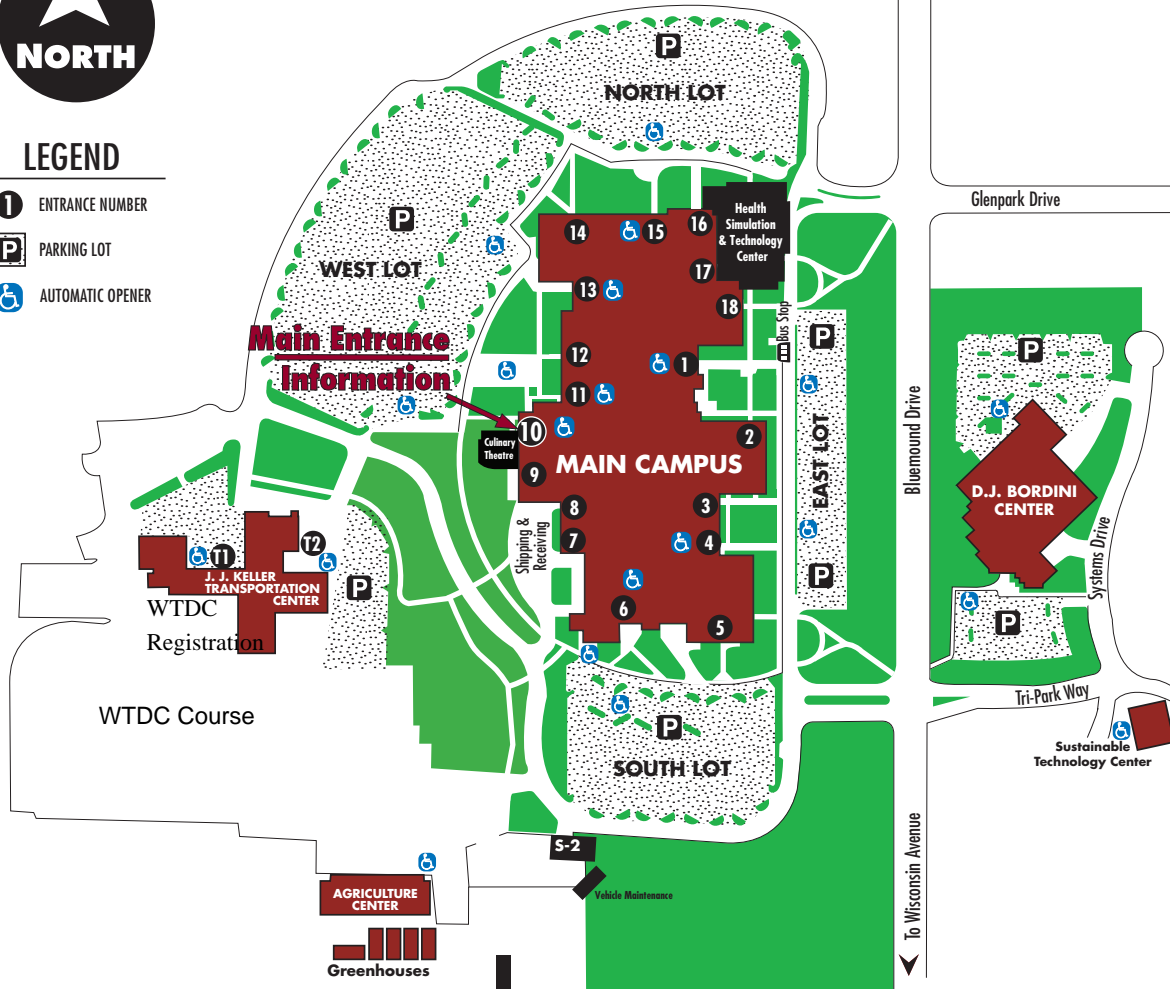 NORTH
LEGEND
1 ENTRANCE NUMBER
P PARKING LOT
AUTOMATIC OPENER
P
NORTH LOT
P
WEST LOT
Main Entrance
Information
14
15
16
Health
Simulation
& Technology
Center
17
13
18
12
1
11
10
Culinary
Theatre
2
9
MAIN CAMPUS
8
3
7
4
6
5
Shipping &
Receiving
Bus Stop
P
EAST LOT
P
Glenpark Drive
Bluemound Drive
P
D.J. BORDINI
CENTER
Systems Drive
P
Tri-Park Way
Sustainable
Technology Center
T1
T2
J. J. KELLER
TRANSPORTATION
CENTER
P
WTDC
Registration
WTDC Course
P
SOUTH LOT
S-2
Vehicle Maintenance
AGRICULTURE
CENTER
Greenhouses
To Wisconsin Avenue